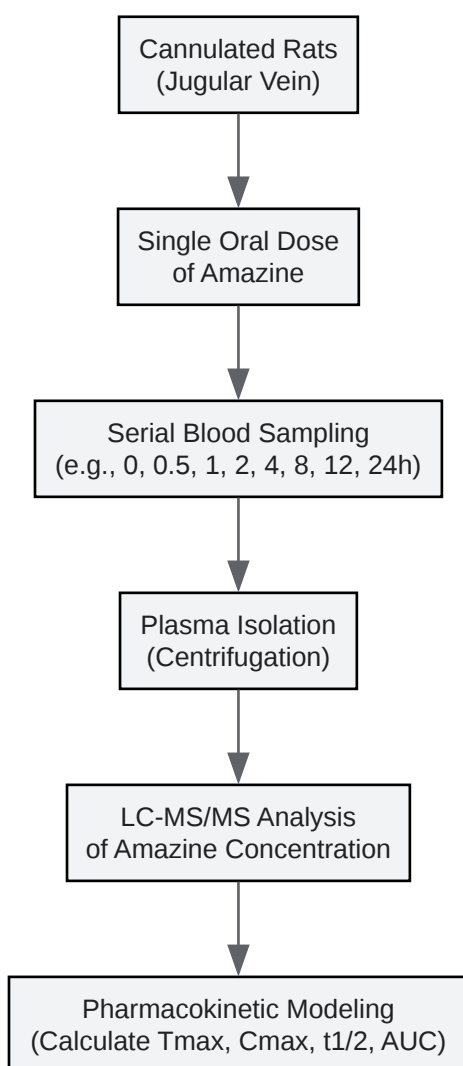 Cannulated Rats
(Jugular Vein)
Single Oral Dose
of Amazine
Serial Blood Sampling
(e.g., 0, 0.5, 1, 2, 4, 8, 12, 24h)
Plasma Isolation
(Centrifugation)
LC-MS/MS Analysis
of Amazine Concentration
Pharmacokinetic Modeling
(Calculate Tmax, Cmax, t1/2, AUC)